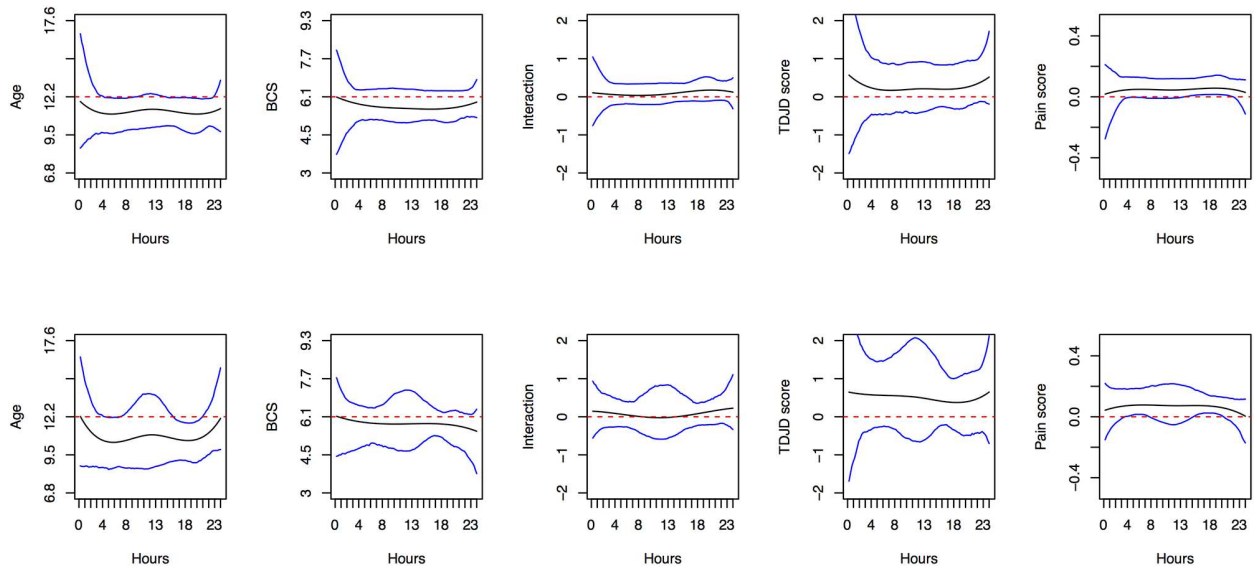 Age
17.6
12.2
9.5
6.8
0 4 8 13 18 23
Hours
BCS
9.3
7.7
6.1
4.5
3
0 4 8 13 18 23
Hours
Interaction
2
1
0
−1
−2
0 4 8 13 18 23
Hours
TDJD score
2
1
0
−1
−2
0 4 8 13 18 23
Hours
Pain score
0.4
0.0
−0.4
0 4 8 13 18 23
Hours
Age
17.6
12.2
9.5
6.8
0 4 8 13 18 23
Hours
BCS
9.3
7.7
6.1
4.5
3
0 4 8 13 18 23
Hours
Interaction
2
1
0
−1
−2
0 4 8 13 18 23
Hours
TDJD score
2
1
0
−1
−2
0 4 8 13 18 23
Hours
Pain score
0.4
0.0
−0.4
0 4 8 13 18 23
Hours